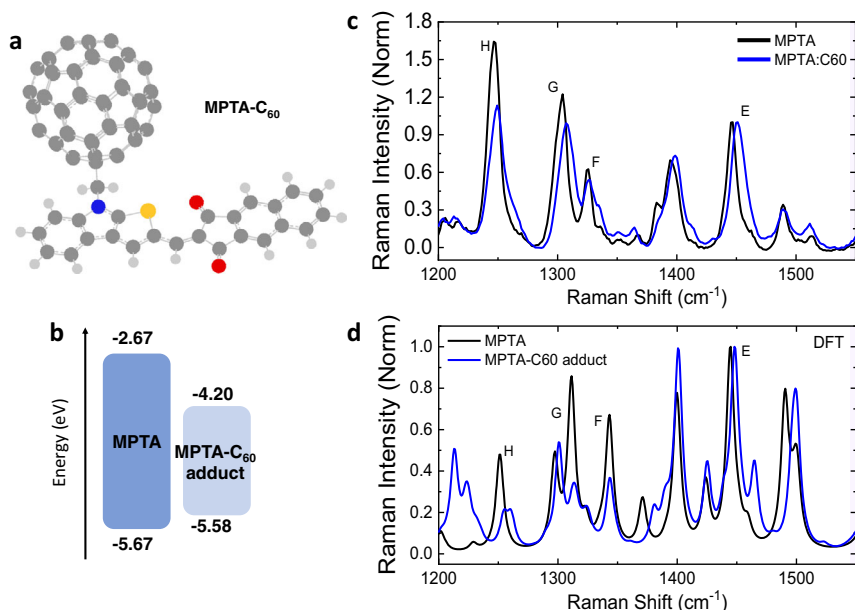 a
MPTA-C60
b
Energy (eV)
-2.67
MPTA
-5.67
-4.20
MPTA-C60
adduct
-5.58
c
Raman Intensity (Norm)
1.8
1.5
1.2
0.9
0.6
0.3
0.0
H
G
F
E
MPTA
MPTA:C60
1200
1300
1400
1500
Raman Shift (cm-1)
d
Raman Intensity (Norm)
1.0
0.8
0.6
0.4
0.2
0.0
MPTA
MPTA-C60 adduct
DFT
H
G
F
E
1200
1300
1400
1500
Raman Shift (cm-1)